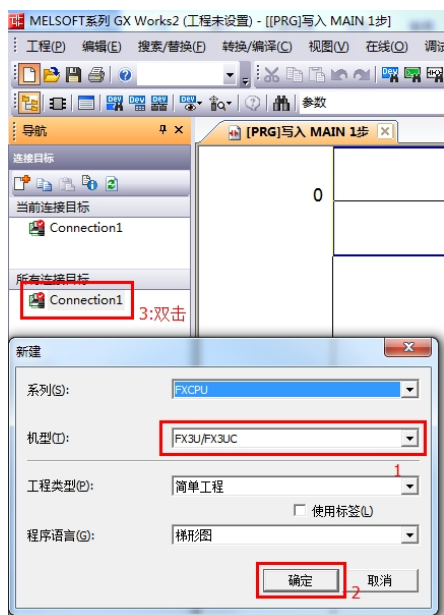 MELSOFT系列 GX Works2 (工程未设置) - [[PRG]写入 MAIN 1步]
工程(P) 编辑(E) 搜索/替换(F) 转换/编译(C) 视图(V) 在线(O) 调试
参数
导航
[PRG]写入 MAIN 1步
连接目标
当前连接目标
Connection1
0
所有连接目标
Connection1
3:双击
新建
系列(S):
FXCPU
机型(T):
FX3U/FX3UC
1
工程类型(P):
简单工程
使用标签(L)
程序语言(G):
梯形图
确定
取消
2